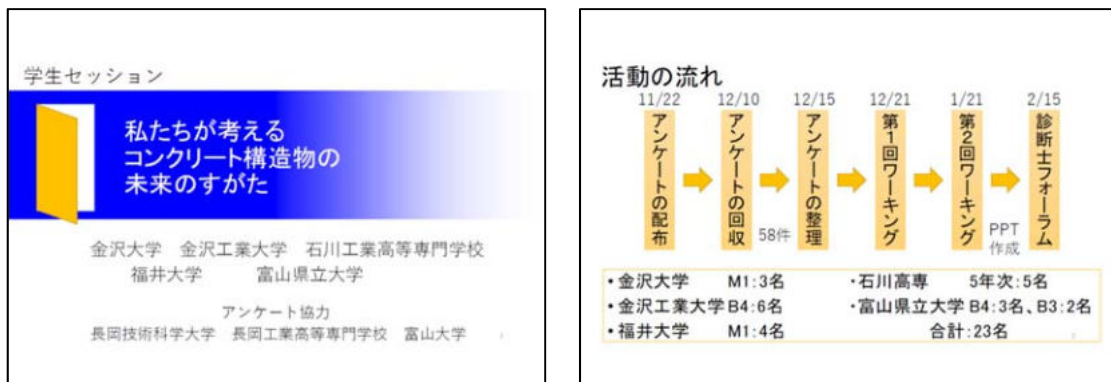 学生セッション
私たちが考える
コンクリート構造物の
未来のすがた
金沢大学 金沢工業大学 石川工業高等専門学校
福井大学 富山県立大学
アンケート協力
長岡技術科学大学 長岡工業高等専門学校 富山大学
活動の流れ
11/22 12/10 12/15 12/21 1/21 2/15
アンケートの配布
アンケートの回収
58件
アンケートの整理
第1回ワーキング
第2回ワーキング
PPT
作成
診断士フォーラム
・金沢大学 M1:3名 ・石川高専 5年次:5名
・金沢工業大学 B4:6名 ・富山県立大学 B4:3名、B3:2名
・福井大学 M1:4名 合計:23名